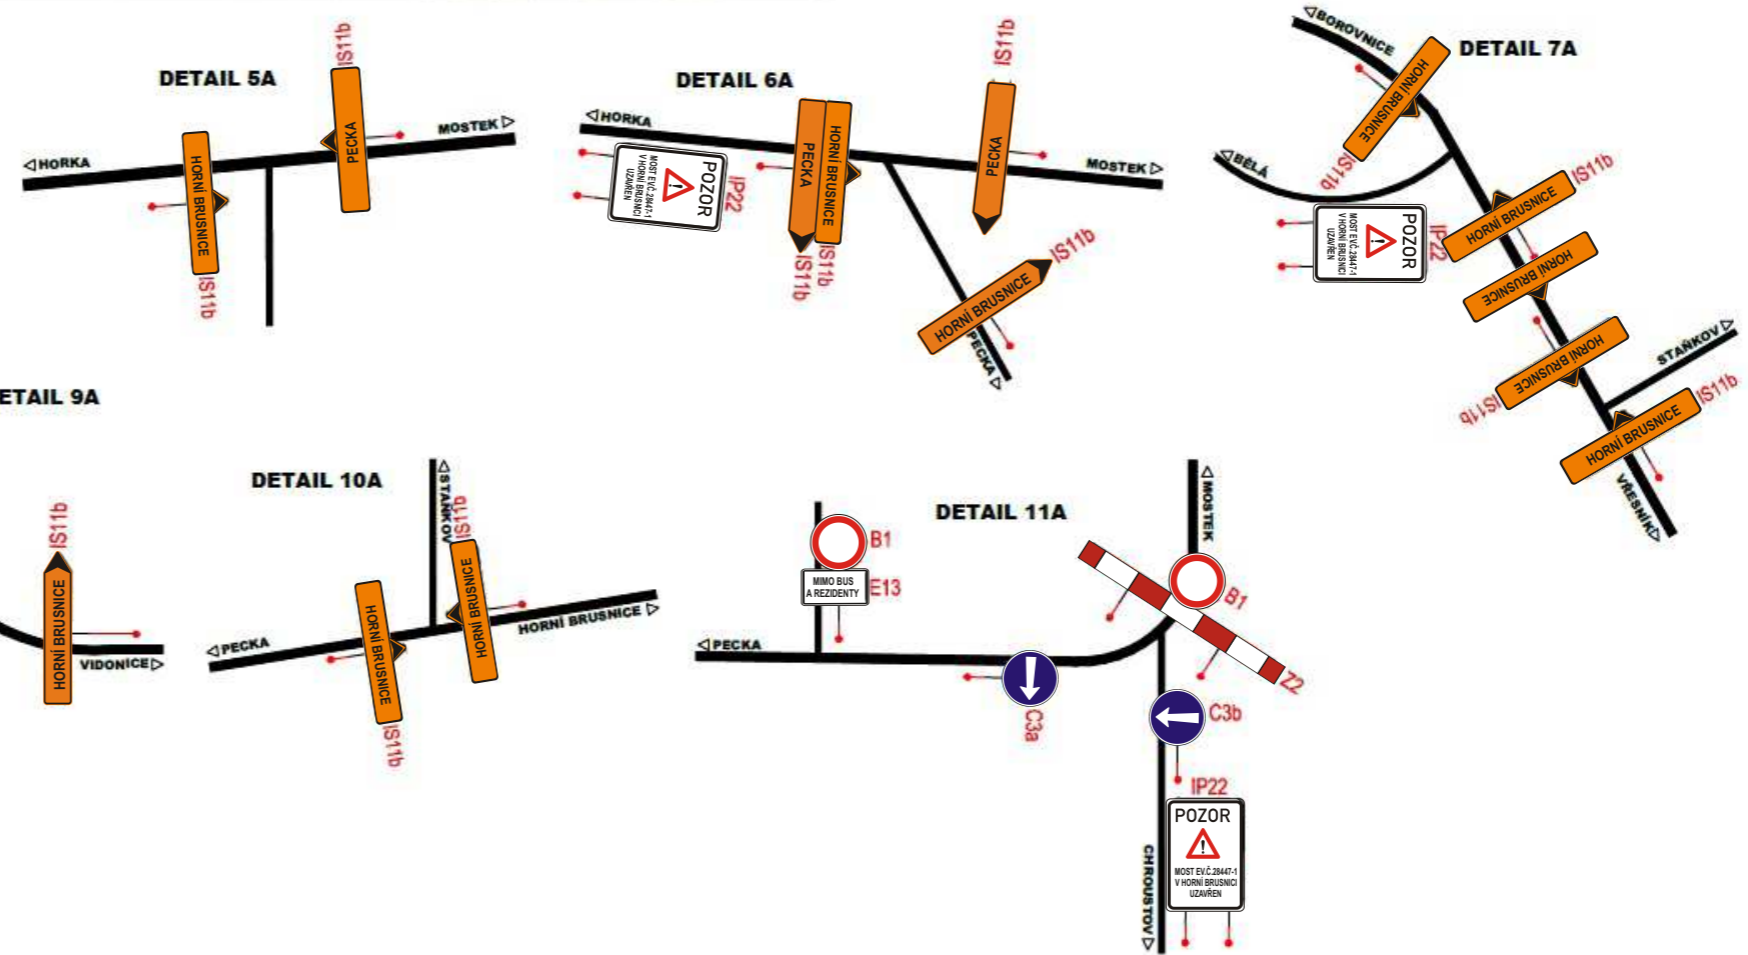 DETAIL 5A
IS11b
PECKA
MOSTEK
HORKA
HORNÍ BRUSNICE
IS11b
DETAIL 6A
HORKA
POZOR
MOST EV.Č.28447-1
V HORNÍ BRUSNICI
UZAVŘEN
IP22
PECKA
HORNÍ BRUSNICE
IS11b
IS11b
IS11b
PECKA
MOSTEK
HORNÍ BRUSNICE
IS11b
PECKA
DETAIL 7A
BOROVNICE
HORNÍ BRUSNICE
IS11b
BĚLÁ
POZOR
MOST EV.Č.28447-1
V HORNÍ BRUSNICI
UZAVŘEN
IP22
HORNÍ BRUSNICE
IS11b
HORNÍ BRUSNICE
HORNÍ BRUSNICE
IS11b
STAŇKOV
HORNÍ BRUSNICE
IS11b
VŘESNÍK
ETAIL 9A
IS11b
HORNÍ BRUSNICE
VIDONICE
DETAIL 10A
STAŇKOV
IS11b
HORNÍ BRUSNICE
HORNÍ BRUSNICE
PECKA
HORNÍ BRUSNICE
IS11b
DETAIL 11A
B1
MIMO BUS
A REZIDENTY
E13
PECKA
MOSTEK
B1
Z2
C3a
C3b
IP22
POZOR
MOST EV.Č.28447-1
V HORNÍ BRUSNICI
UZAVŘEN
CHROUSTOV